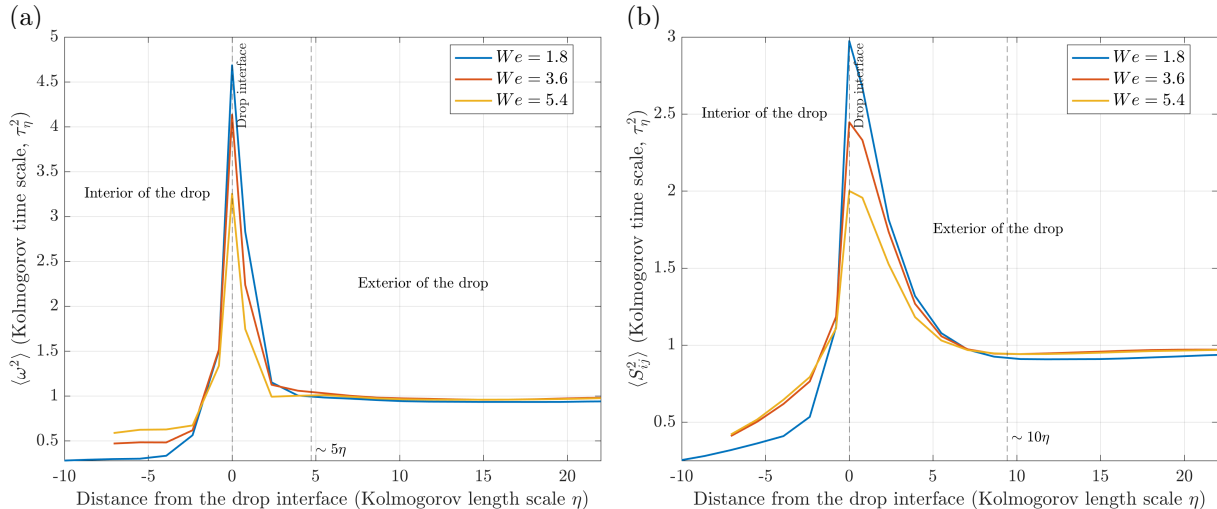 (a)
5
4.5
4
3.5
3
2.5
2
1.5
1
0.5
⟨ω²⟩ (Kolmogorov time scale, τ_η²)
We = 1.8
We = 3.6
We = 5.4
Drop interface
Interior of the drop
Exterior of the drop
~ 5η
-10 -5 0 5 10 15 20
Distance from the drop interface (Kolmogorov length scale η)
(b)
3
2.5
2
1.5
1
0.5
⟨S_ij²⟩ (Kolmogorov time scale, τ_η²)
We = 1.8
We = 3.6
We = 5.4
Drop interface
Interior of the drop
Exterior of the drop
~ 10η
-10 -5 0 5 10 15 20
Distance from the drop interface (Kolmogorov length scale η)